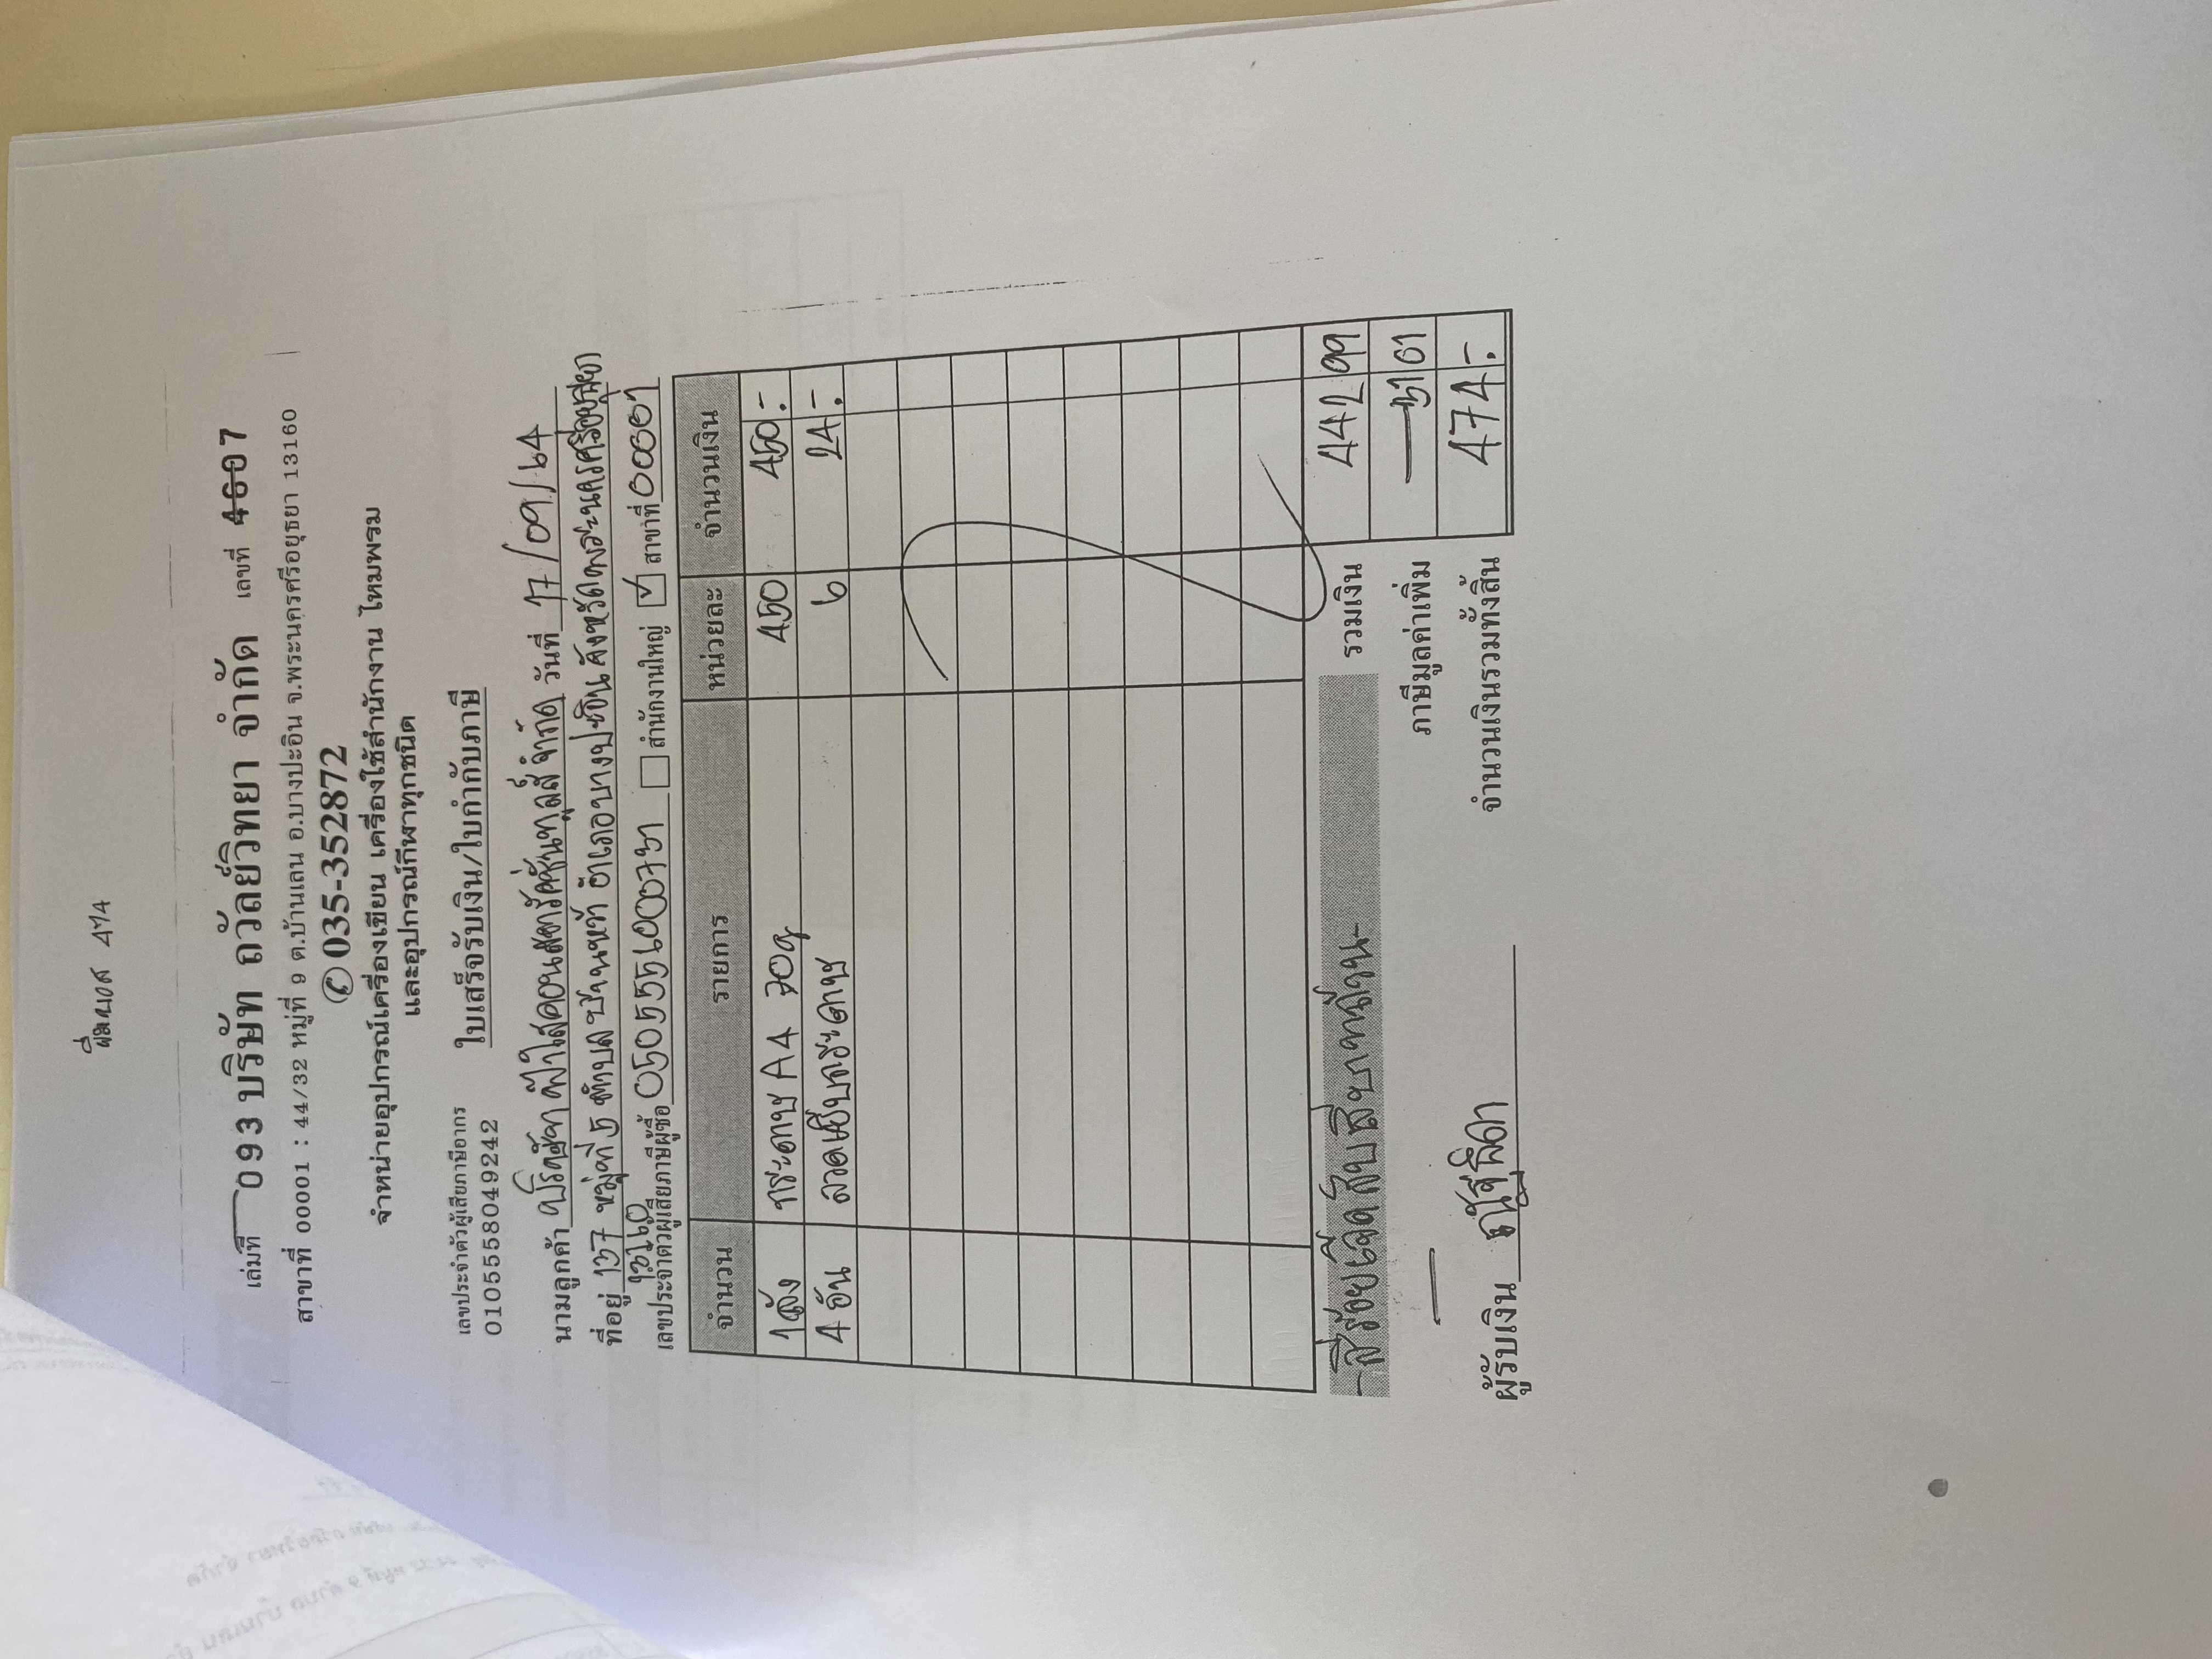 474
เล่มที่ 093 บริษัท ถวัลย์วิทยา จำกัด เลขที่ 4607
สาขาที่ 00001 : 44/32 หมู่ที่ 9 ต.บ้านเลน อ.บางปะอิน จ.พระนครศรีอยุธยา 13160
✆ 035-352872
จำหน่ายอุปกรณ์เครื่องเขียน เครื่องใช้สำนักงาน ไหมพรม
และอุปกรณ์กีฬาทุกชนิด
เลขประจำตัวผู้เสียภาษีอากร
0105558049242
ใบเสร็จรับเงิน/ใบกำกับภาษี
นามลูกค้า บริษัท ฟ้าใสคอนสตรัคชั่นทูลส์ จำกัด วันที่ 17/09/64
ที่อยู่ 137 หมู่ที่ 5 ตำบล บ้านหว้า อำเภอบางปะอิน จังหวัดพระนครศรีอยุธยา
13160
เลขประจำตัวผู้เสียภาษีผู้ซื้อ 0505556003731 สำนักงานใหญ่ ✓ สาขาที่ 00001
จำนวน รายการ หน่วยละ จำนวนเงิน
1 ลัง กระดาษ A4 70g 450 450 .-
4 อัน ลวดเย็บกระดาษ 6 24 .-
-สี่ร้อยเจ็ดสิบสี่บาทถ้วน- รวมเงิน 442 99
ภาษีมูลค่าเพิ่ม 31 01
ผู้รับเงิน ณัฐธิดา จำนวนเงินรวมทั้งสิ้น 474 .-